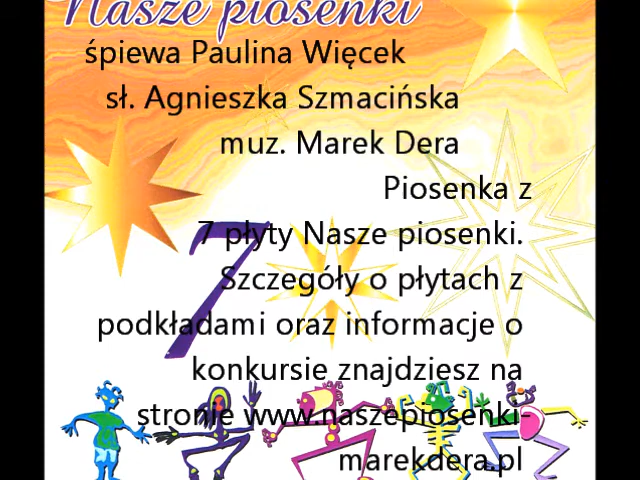 Nasze piosenki
śpiewa Paulina Więcek
sł. Agnieszka Szmacińska
muz. Marek Dera
Piosenka z
7 płyty Nasze piosenki.
7
Szczegóły o płytach z
podkładami oraz informacje o
konkursie znajdziesz na
stronie www.naszepiosenki-
marekdera.pl